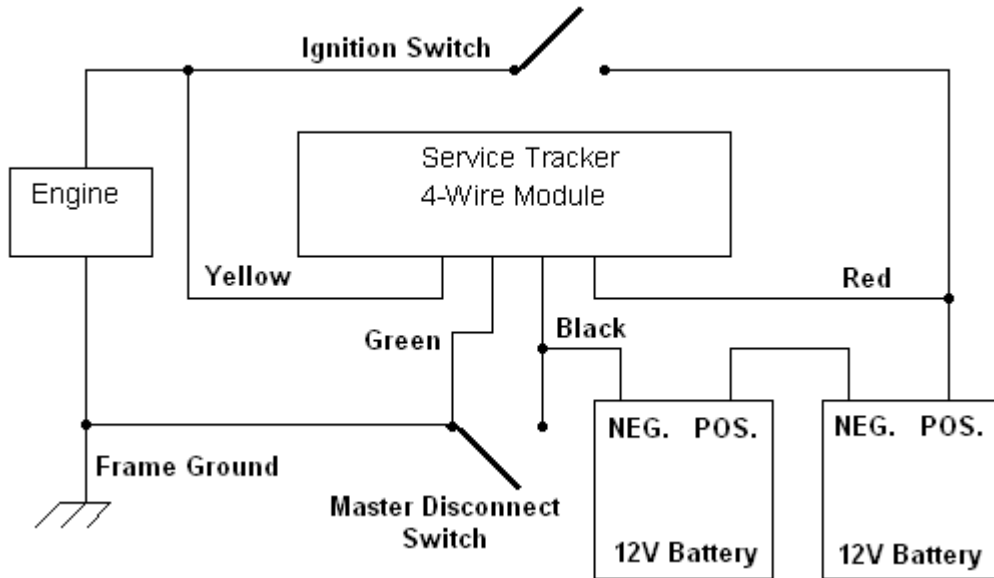 Ignition Switch
Service Tracker
4-Wire Module
Engine
Yellow
Red
Green
Black
NEG. POS.
NEG. POS.
Frame Ground
Master Disconnect
Switch
12V Battery
12V Battery